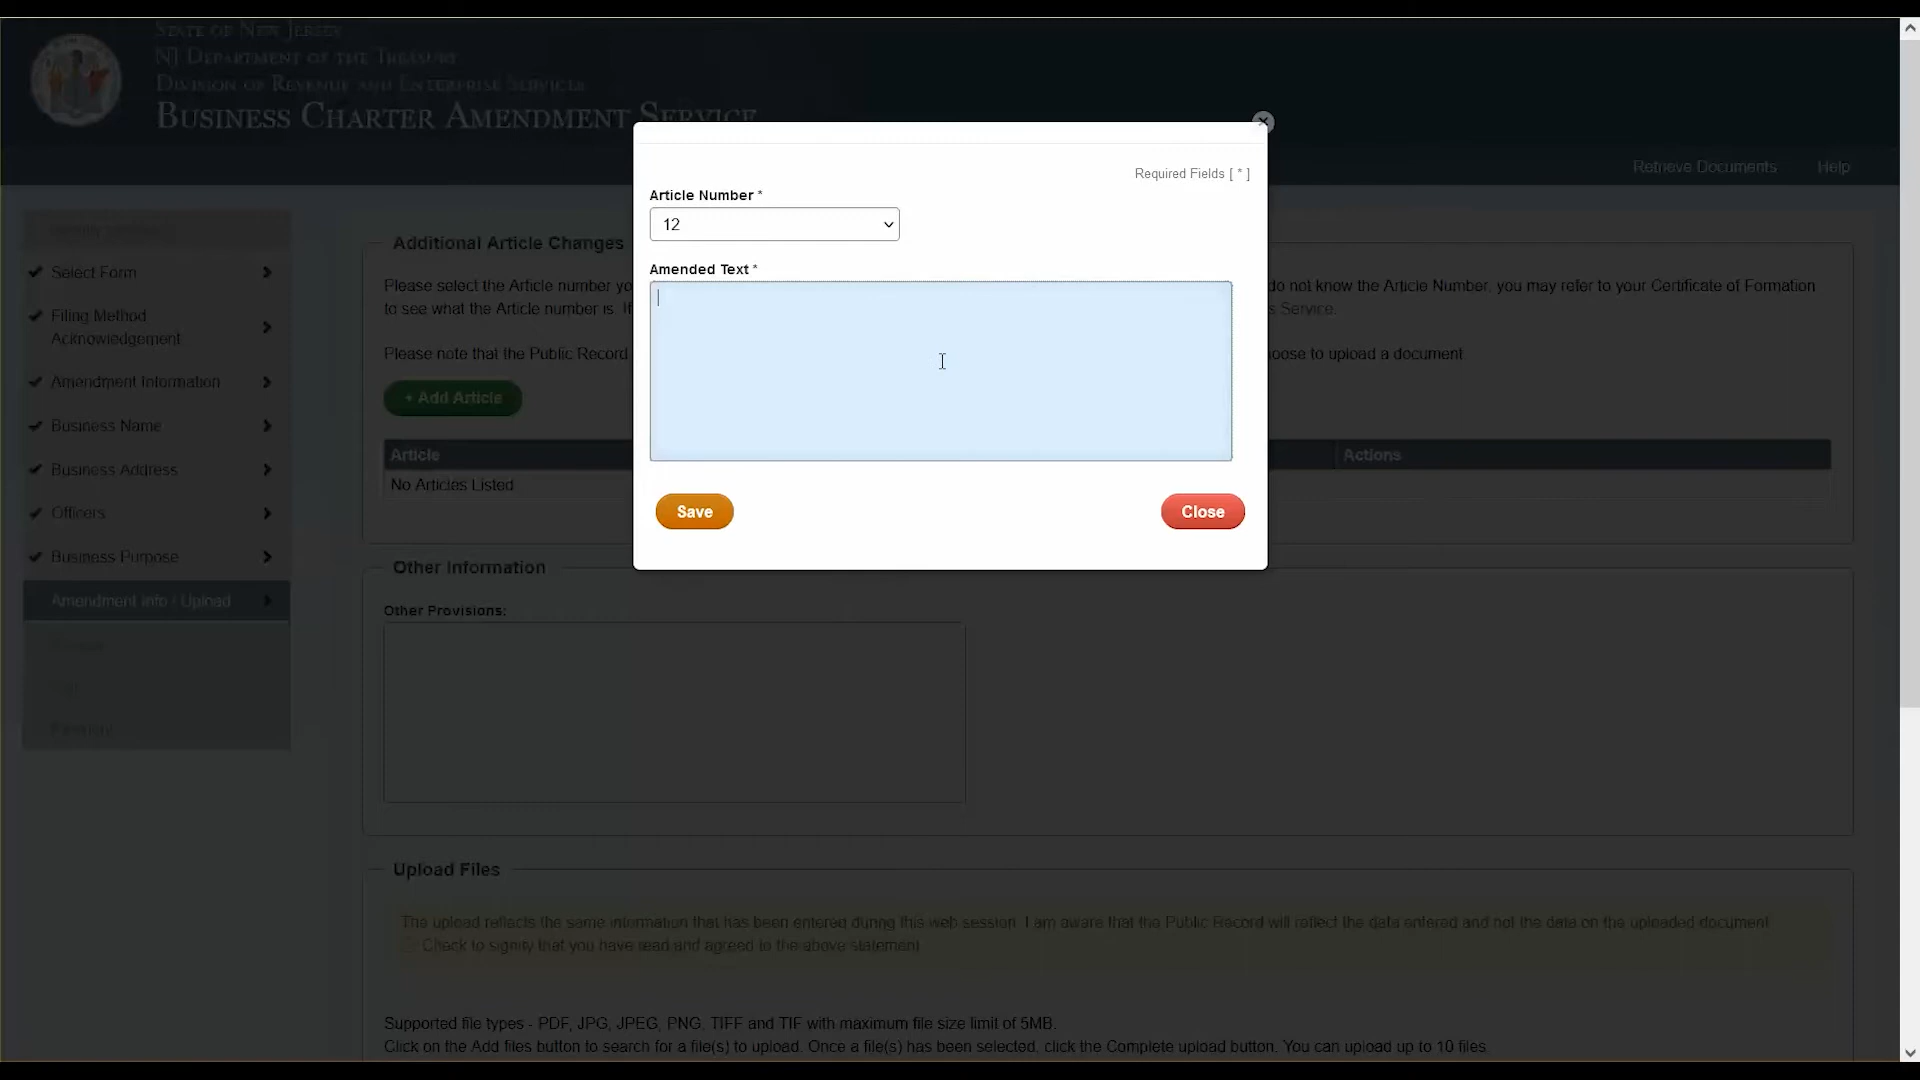 STATE OF NEW JERSEY
NJ DEPARTMENT OF THE TREASURY
DIVISION OF REVENUE AND ENTERPRISE SERVICES
BUSINESS CHARTER AMENDMENT SERVICE
Retrieve Documents Help
Required Fields [ * ]
Article Number *
12
Amended Text *
Save Close
Select Form
Filing Method
Acknowledgement
Amendment Information
Business Name
Business Address
Officers
Business Purpose
Amendment Info / Upload
Additional Article Changes
Please select the Article number yo do not know the Article Number, you may refer to your Certificate of Formation
to see what the Article number is. s Service.
Please note that the Public Record oose to upload a document
+ Add Article
Article Actions
No Articles Listed
Other Information
Other Provisions:
Upload Files
The upload reflects the same information that has been entered during this web session. I am aware that the Public Record will reflect the data entered and not the data on the uploaded document
Check to signify that you have read and agreed to the above statement
Supported file types - PDF, JPG, JPEG, PNG, TIFF and TIF with maximum file size limit of 5MB.
Click on the Add files button to search for a file(s) to upload. Once a file(s) has been selected, click the Complete upload button. You can upload up to 10 files.